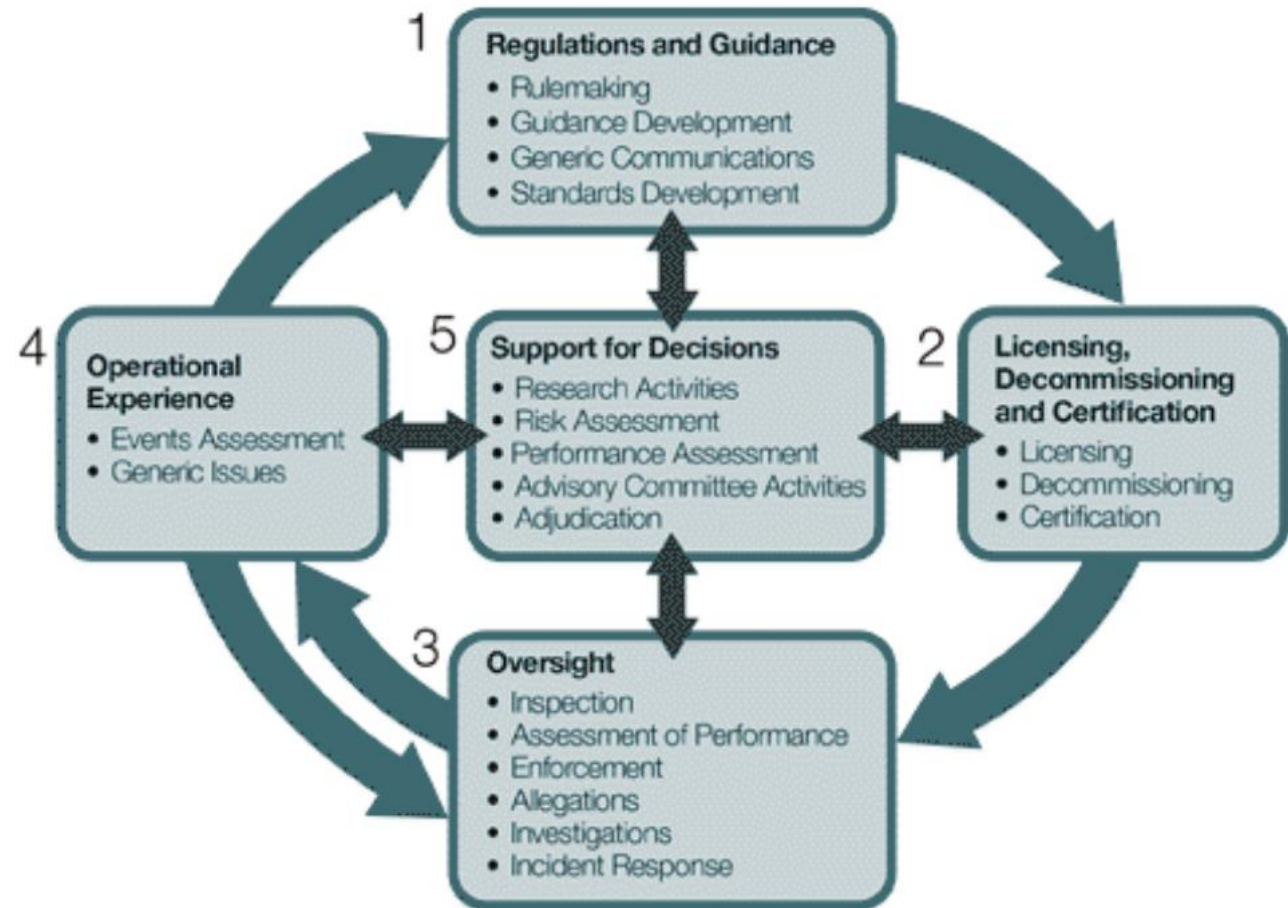 1
Regulations and Guidance
• Rulemaking
• Guidance Development
• Generic Communications
• Standards Development
4
Operational
Experience
• Events Assessment
• Generic Issues
5
Support for Decisions
• Research Activities
• Risk Assessment
• Performance Assessment
• Advisory Committee Activities
• Adjudication
2
Licensing,
Decommissioning
and Certification
• Licensing
• Decommissioning
• Certification
3
Oversight
• Inspection
• Assessment of Performance
• Enforcement
• Allegations
• Investigations
• Incident Response